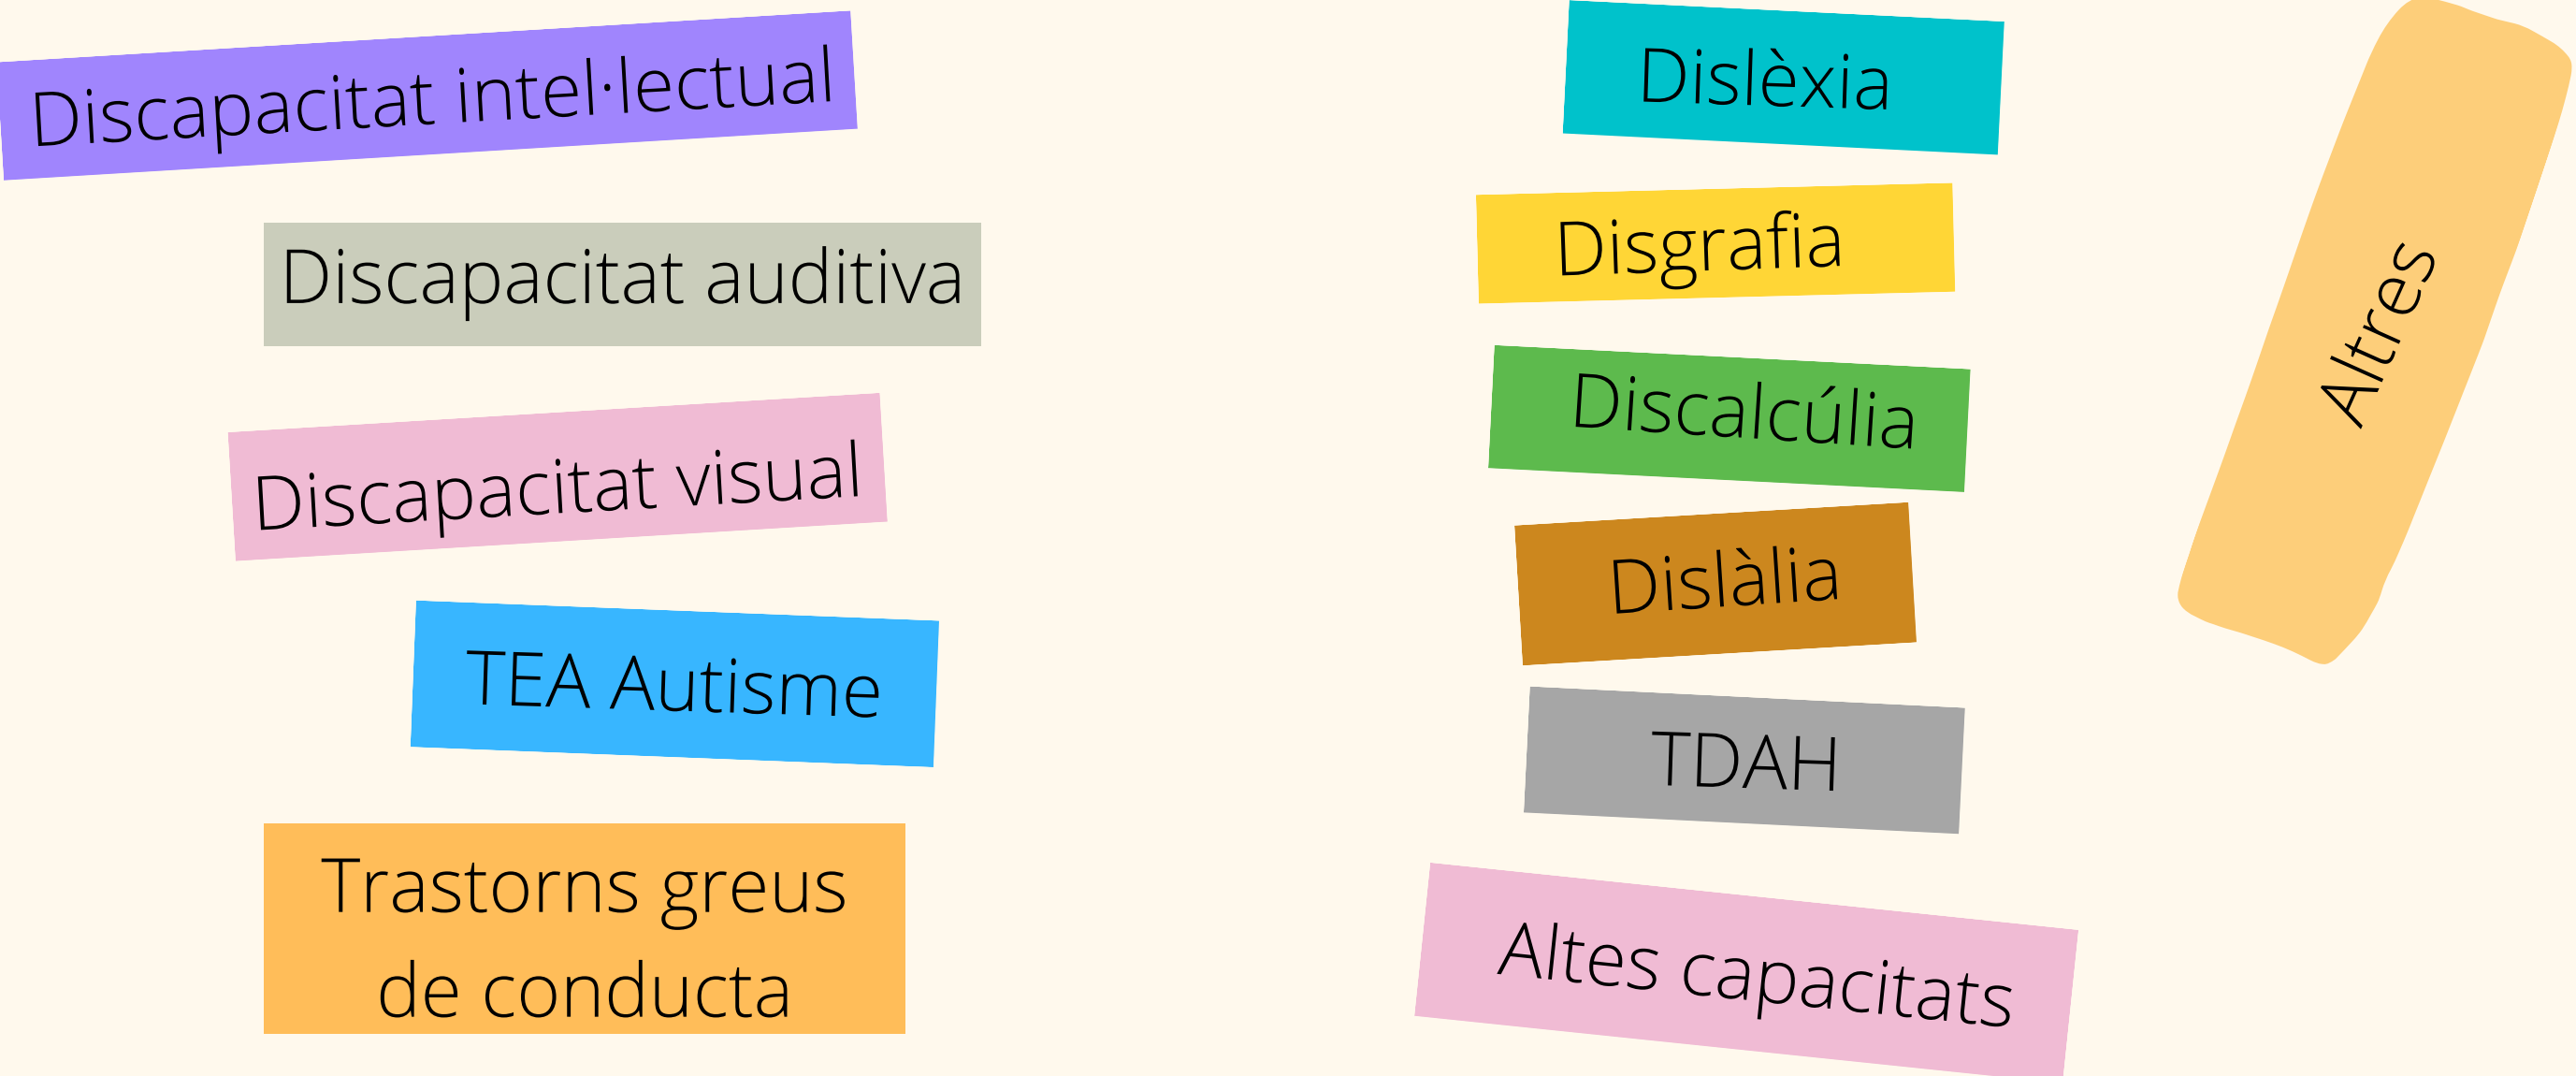 Discapacitat intel·lectual
Discapacitat auditiva
Discapacitat visual
TEA Autisme
Trastorns greus
de conducta
Dislèxia
Disgrafia
Discalcúlia
Dislàlia
TDAH
Altes capacitats
Altres